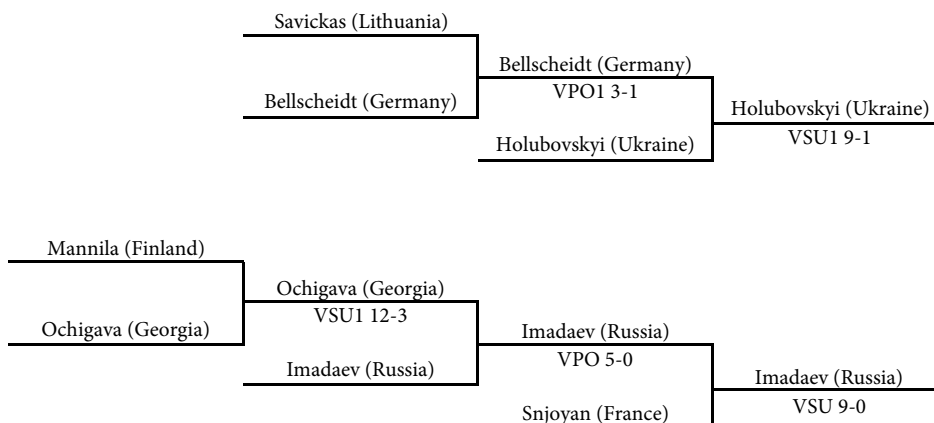 Savickas (Lithuania)
Bellscheidt (Germany)
VPO1 3-1
Bellscheidt (Germany)
Holubovskyi (Ukraine)
VSU1 9-1
Holubovskyi (Ukraine)
Mannila (Finland)
Ochigava (Georgia)
VSU1 12-3
Ochigava (Georgia)
Imadaev (Russia)
VPO 5-0
Imadaev (Russia)
Imadaev (Russia)
VSU 9-0
Snjoyan (France)